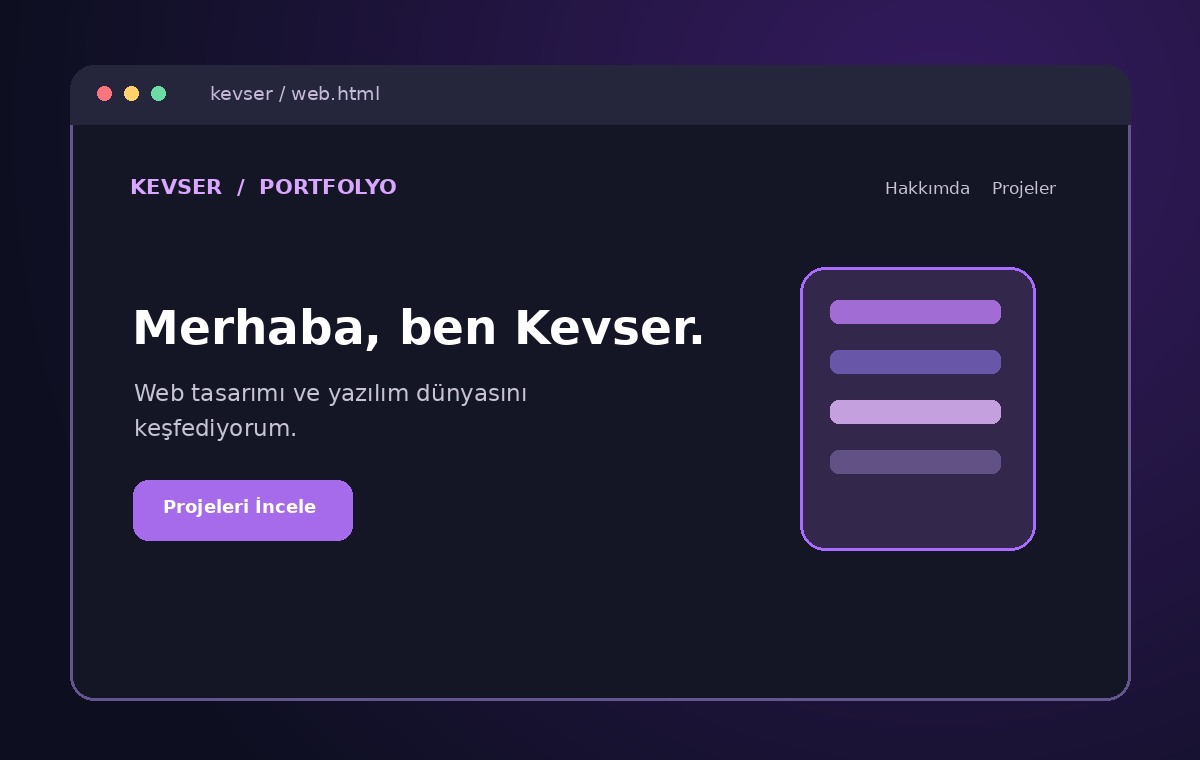 kevser / web.html
KEVSER / PORTFOLYO
Hakkımda Projeler
Merhaba, ben Kevser.
Web tasarımı ve yazılım dünyasını
keşfediyorum.
Projeleri İncele